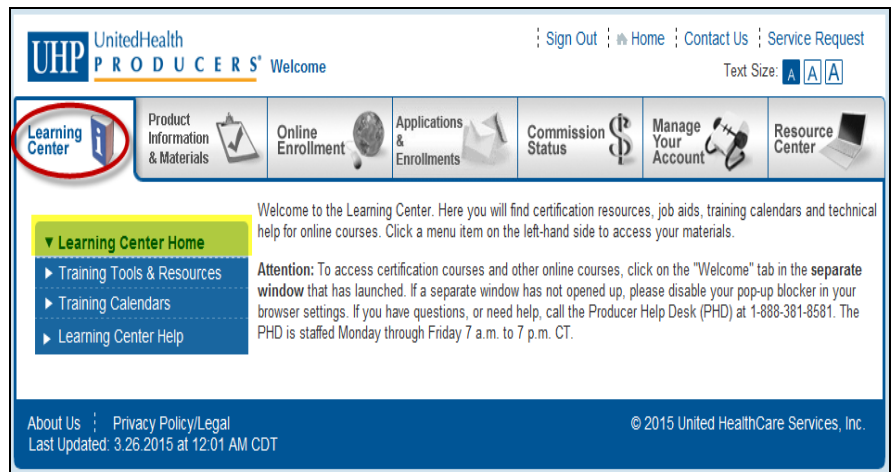 Sign Out Home Contact Us Service Request
UHP UnitedHealth
PRODUCERS® Welcome
Text Size: A A A
Learning
Center
Product
Information
& Materials
Online
Enrollment
Applications
&
Enrollments
Commission
Status
Manage
Your
Account
Resource
Center
▼ Learning Center Home
► Training Tools & Resources
► Training Calendars
► Learning Center Help
Welcome to the Learning Center. Here you will find certification resources, job aids, training calendars and technical
help for online courses. Click a menu item on the left-hand side to access your materials.
Attention: To access certification courses and other online courses, click on the "Welcome" tab in the separate
window that has launched. If a separate window has not opened up, please disable your pop-up blocker in your
browser settings. If you have questions, or need help, call the Producer Help Desk (PHD) at 1-888-381-8581. The
PHD is staffed Monday through Friday 7 a.m. to 7 p.m. CT.
About Us Privacy Policy/Legal
© 2015 United HealthCare Services, Inc.
Last Updated: 3.26.2015 at 12:01 AM CDT